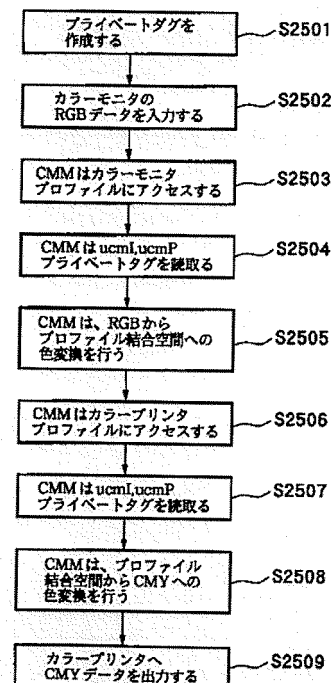 プライベートダグを
作成する
S2501
カラーモニタの
RGBデータを入力する
S2502
CMMはカラーモニタ
プロファイルにアクセスする
S2503
CMMはucmI,ucmP
プライベートタグを読取る
S2504
CMMは、RGBから
プロファイル結合空間への
色変換を行う
S2505
CMMはカラープリンタ
プロファイルにアクセスする
S2506
CMMはucmI,ucmP
プライベートタグを読取る
S2507
CMMは、プロファイル
結合空間からCMYへの
色変換を行う
S2508
カラープリンタへ
CMYデータを出力する
S2509